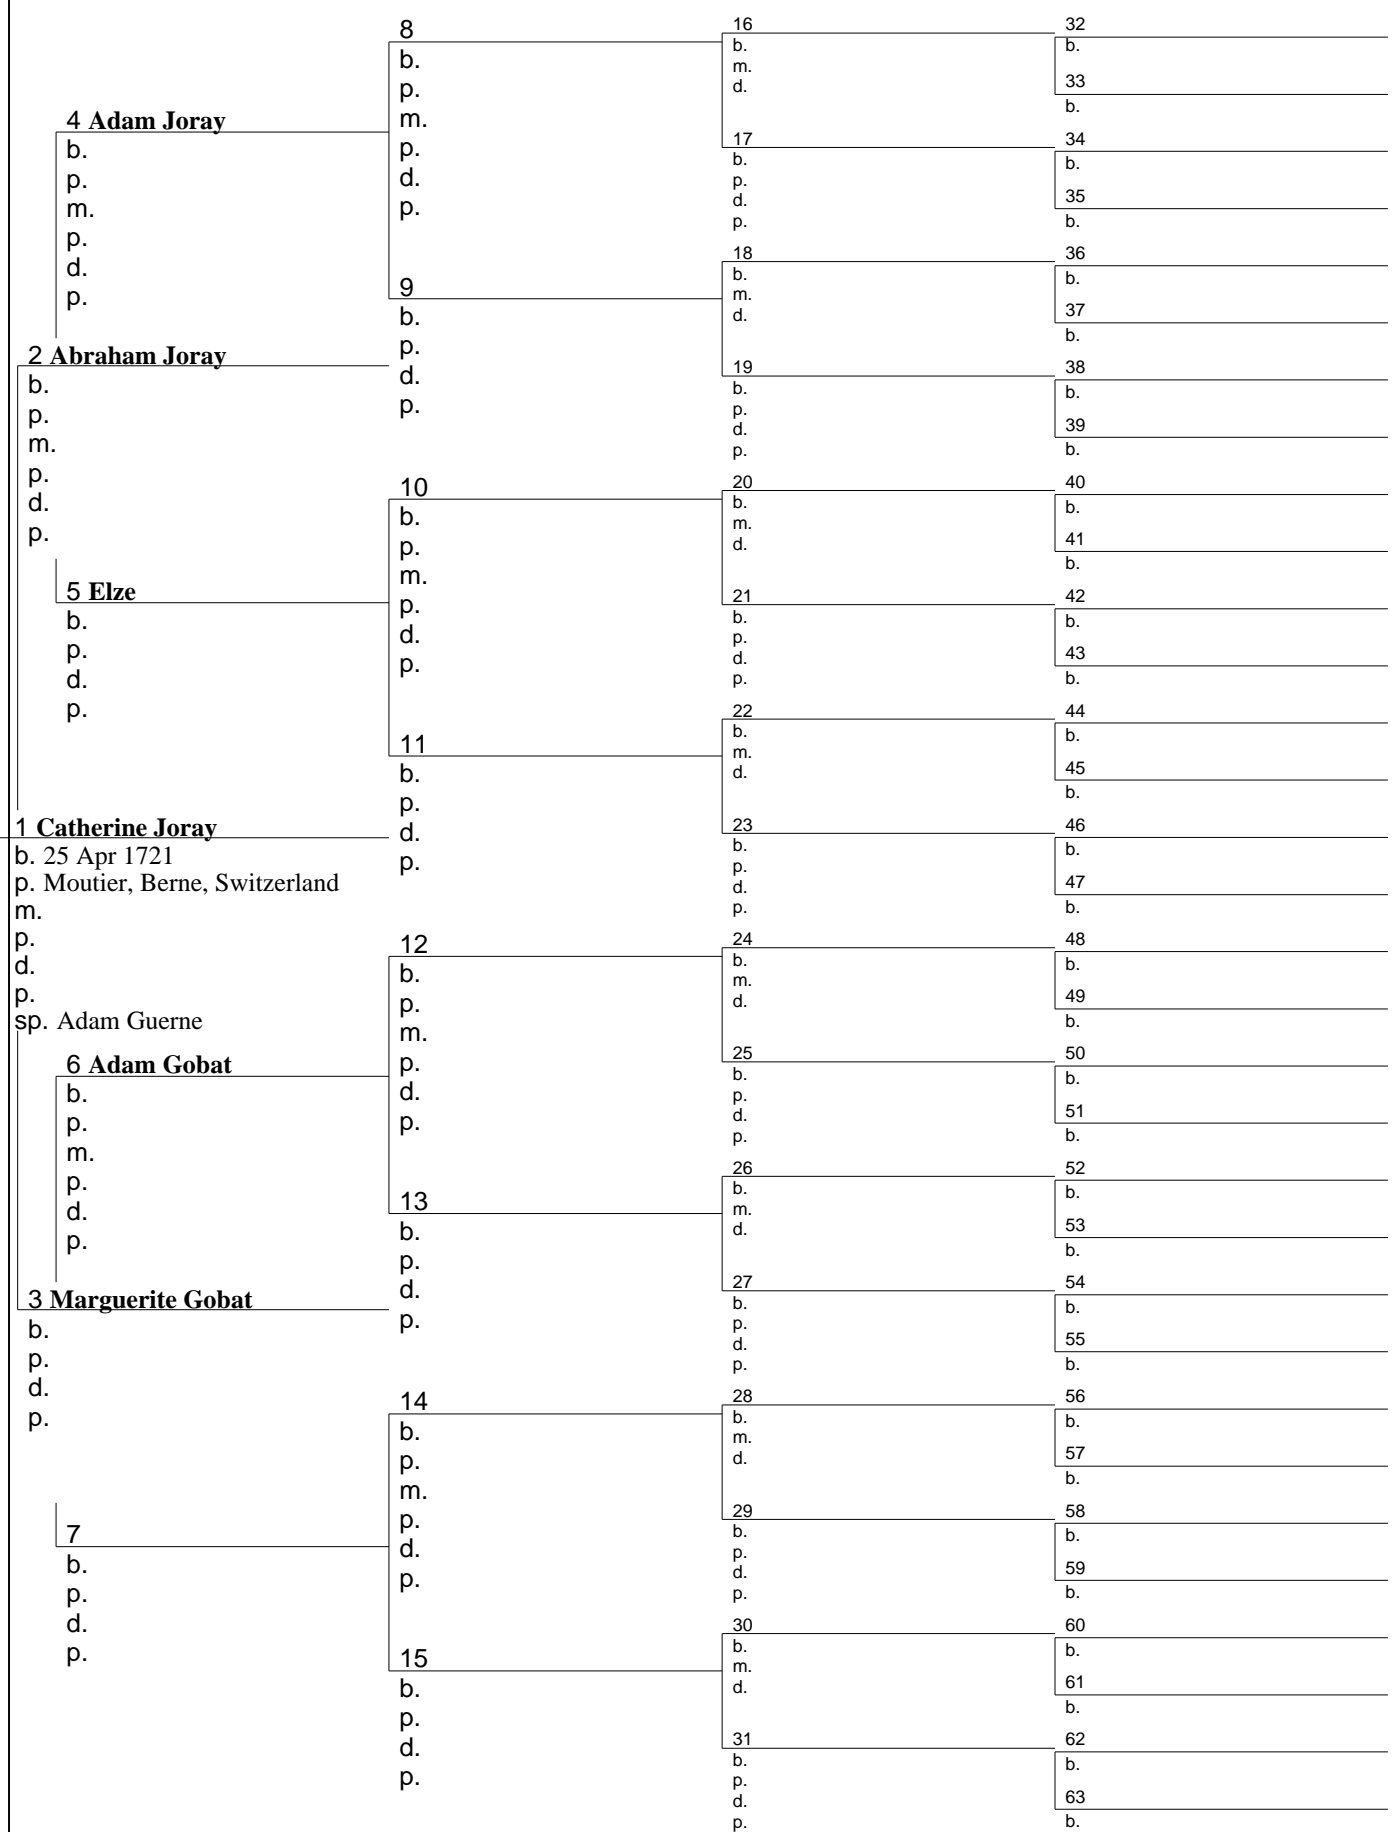 4 Adam Joray
b.
p.
m.
p.
d.
p.
2 Abraham Joray
b.
p.
m.
p.
d.
p.
5 Elze
b.
p.
d.
p.
1 Catherine Joray
b. 25 Apr 1721
p. Moutier, Berne, Switzerland
m.
p.
d.
p.
sp. Adam Guerne
6 Adam Gobat
b.
p.
m.
p.
d.
p.
3 Marguerite Gobat
b.
p.
d.
p.
7
b.
p.
d.
p.
8
b.
p.
m.
p.
d.
p.
9
b.
p.
d.
p.
10
b.
p.
m.
p.
d.
p.
11
b.
p.
d.
p.
12
b.
p.
m.
p.
d.
p.
13
b.
p.
d.
p.
14
b.
p.
m.
p.
d.
p.
15
b.
p.
d.
p.
16
b.
m.
d.
17
b.
p.
d.
p.
18
b.
m.
d.
19
b.
p.
d.
p.
20
b.
m.
d.
21
b.
p.
d.
p.
22
b.
m.
d.
23
b.
p.
d.
p.
24
b.
m.
d.
25
b.
p.
d.
p.
26
b.
m.
d.
27
b.
p.
d.
p.
28
b.
m.
d.
29
b.
p.
d.
p.
30
b.
m.
d.
31
b.
p.
d.
p.
32
b.
33
b.
34
b.
35
b.
36
b.
37
b.
38
b.
39
b.
40
b.
41
b.
42
b.
43
b.
44
b.
45
b.
46
b.
47
b.
48
b.
49
b.
50
b.
51
b.
52
b.
53
b.
54
b.
55
b.
56
b.
57
b.
58
b.
59
b.
60
b.
61
b.
62
b.
63
b.